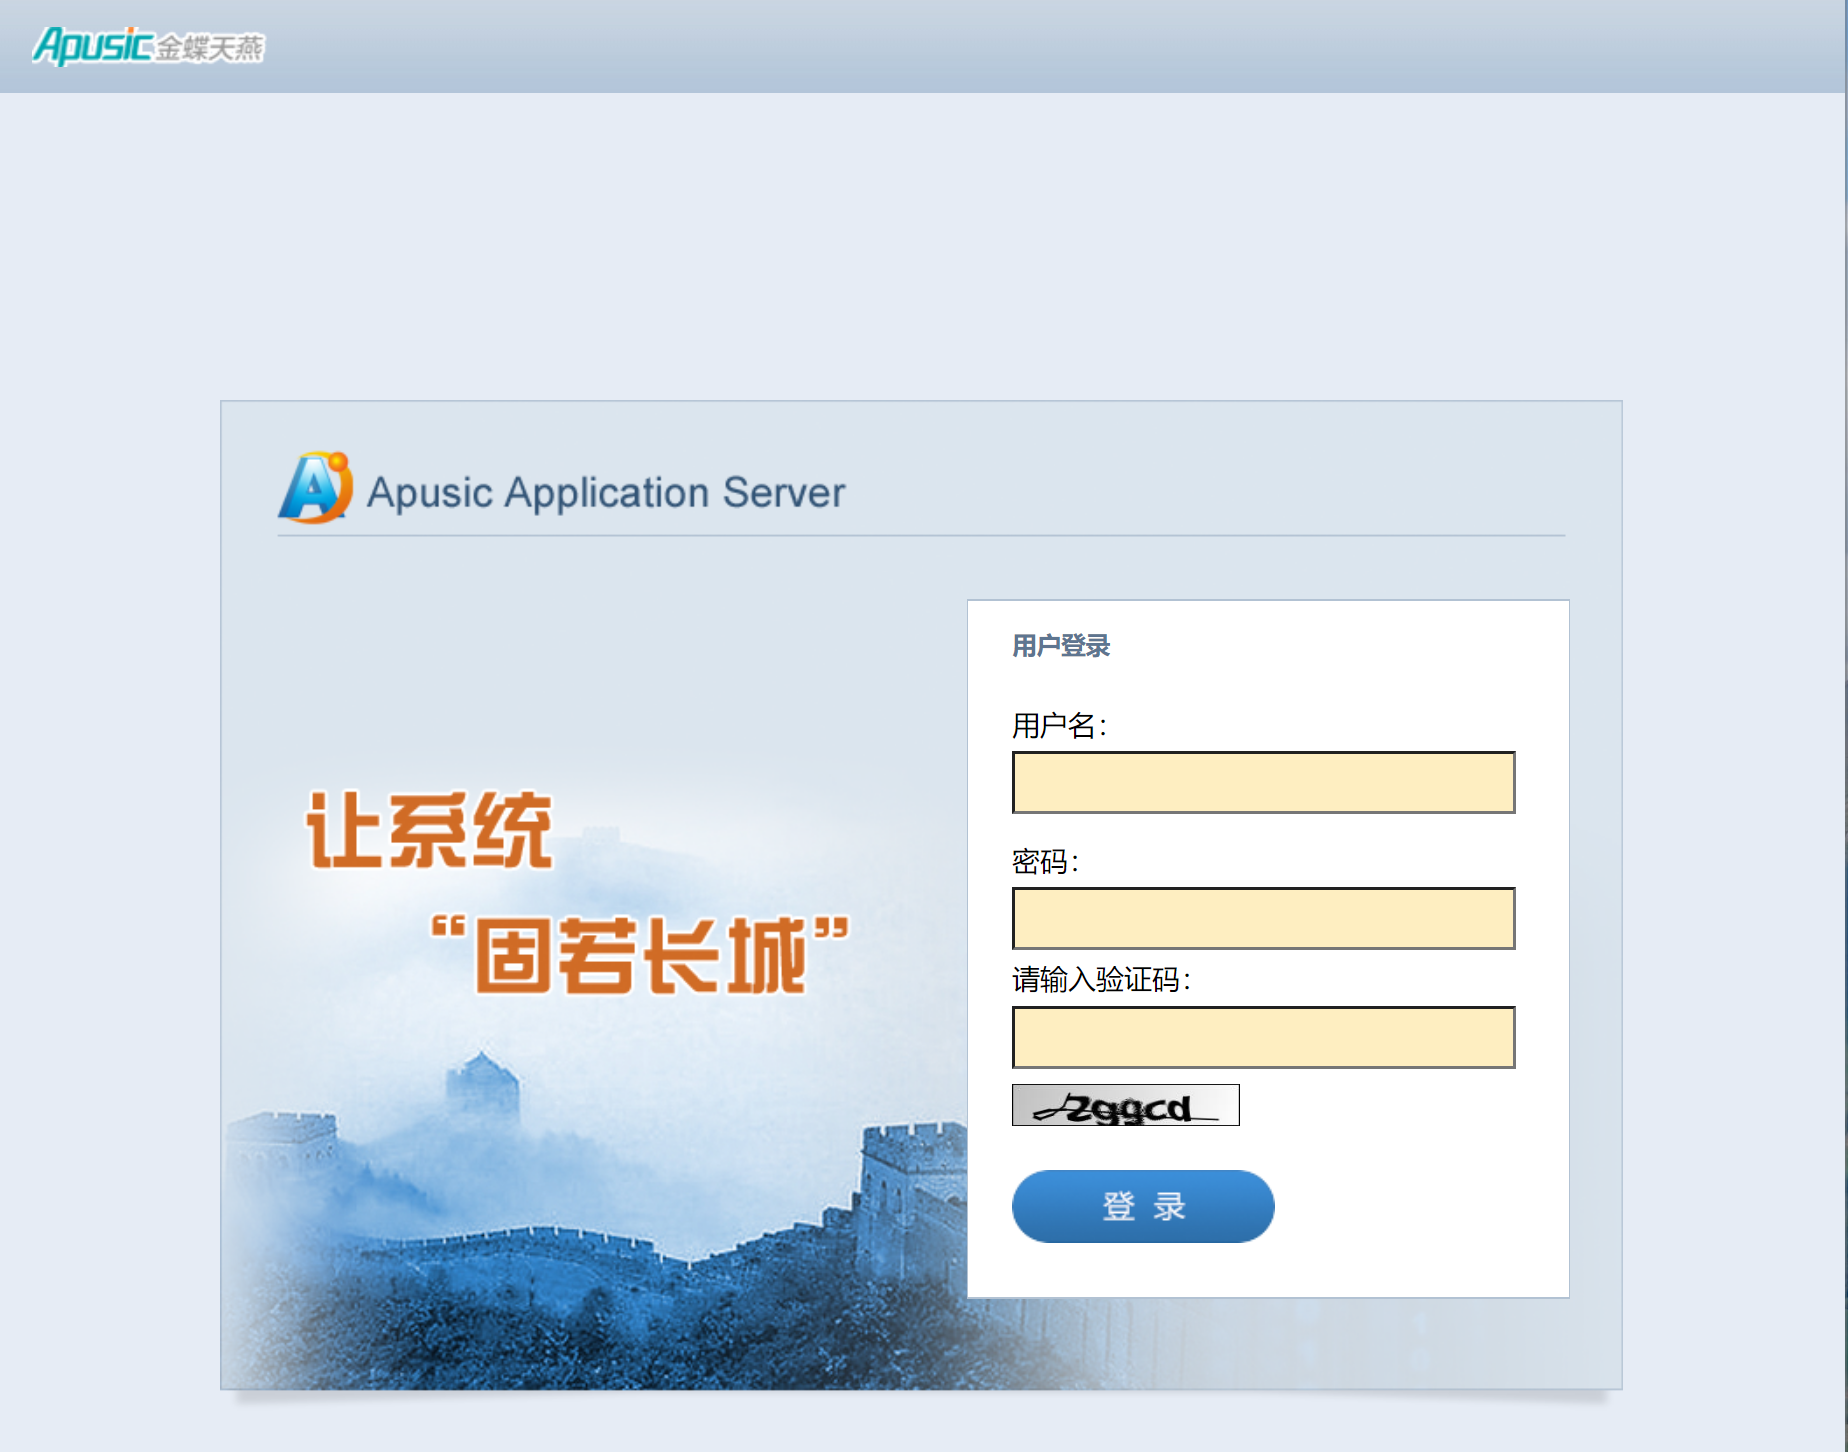 Apusic金蝶天燕
Apusic Application Server
用户登录
用户名：
让系统
“固若长城”
密码：
请输入验证码：
2ggcd
登 录